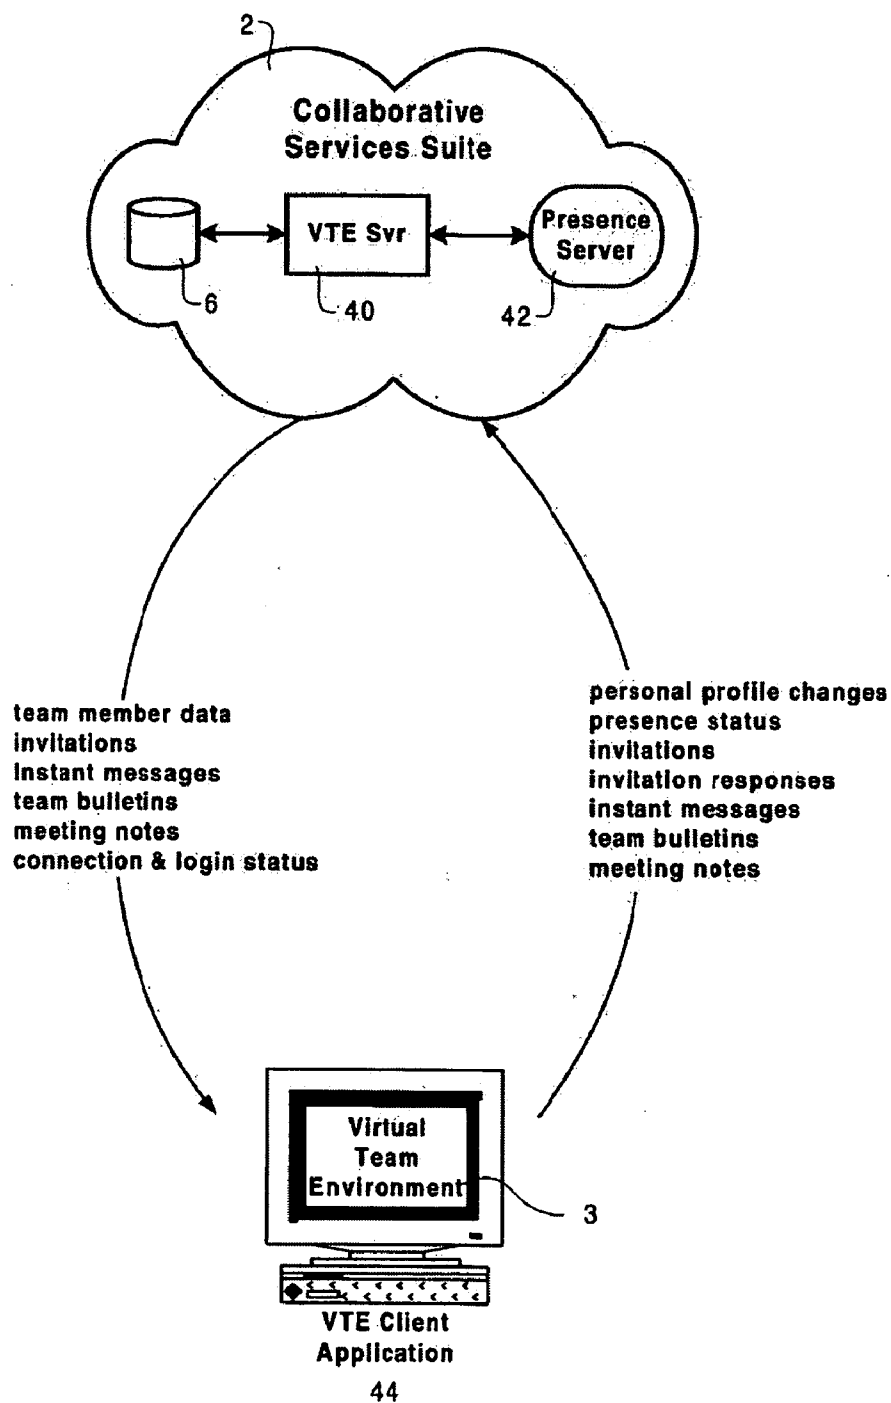 2
Collaborative
Services Suite
VTE Svr
Presence
Server
6
40
42
team member data
invitations
Instant messages
team bulletins
meeting notes
connection & login status
personal profile changes
presence status
invitations
invitation responses
instant messages
team bulletins
meeting notes
Virtual
Team
Environment
3
VTE Client
Application
44